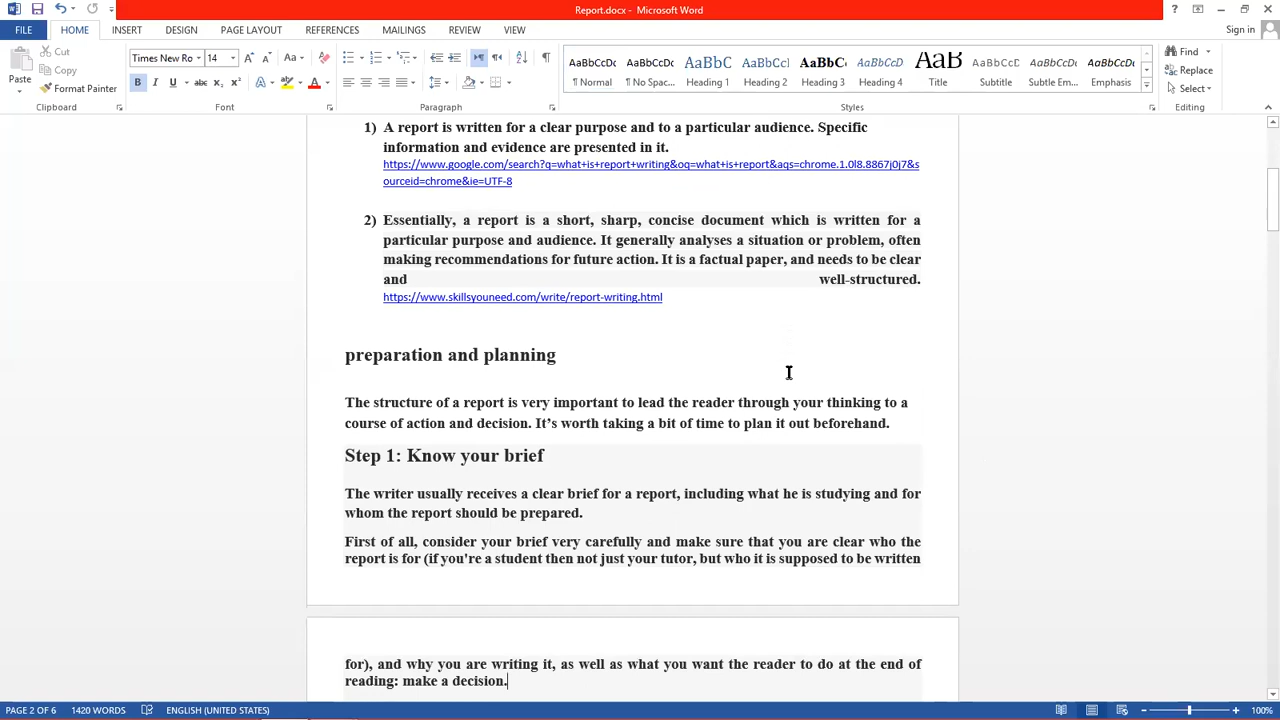 Report.docx - Microsoft Word
Sign in
FILE HOME INSERT DESIGN PAGE LAYOUT REFERENCES MAILINGS REVIEW VIEW
Paste
Cut
Copy
Format Painter
Clipboard
Times New Ro 14
Font
Paragraph
AaBbCcDc AaBbCcDc AaBbC AaBbCcl AaBbCc AaBbCcD AaB AaBbCcD AaBbCcDc AaBbCcDc
¶ Normal ¶ No Spac... Heading 1 Heading 2 Heading 3 Heading 4 Title Subtitle Subtle Em... Emphasis
Styles
Find
Replace
Select
Editing
1) A report is written for a clear purpose and to a particular audience. Specific
information and evidence are presented in it.
https://www.google.com/search?q=what+is+report+writing&oq=what+is+report&aqs=chrome.1.0l8.8867j0j7&s
ourceid=chrome&ie=UTF-8
2) Essentially, a report is a short, sharp, concise document which is written for a
particular purpose and audience. It generally analyses a situation or problem, often
making recommendations for future action. It is a factual paper, and needs to be clear
and well-structured.
https://www.skillsyouneed.com/write/report-writing.html
preparation and planning
The structure of a report is very important to lead the reader through your thinking to a
course of action and decision. It’s worth taking a bit of time to plan it out beforehand.
Step 1: Know your brief
The writer usually receives a clear brief for a report, including what he is studying and for
whom the report should be prepared.
First of all, consider your brief very carefully and make sure that you are clear who the
report is for (if you're a student then not just your tutor, but who it is supposed to be written
for), and why you are writing it, as well as what you want the reader to do at the end of
reading: make a decision.
PAGE 2 OF 6 1420 WORDS ENGLISH (UNITED STATES) 100%